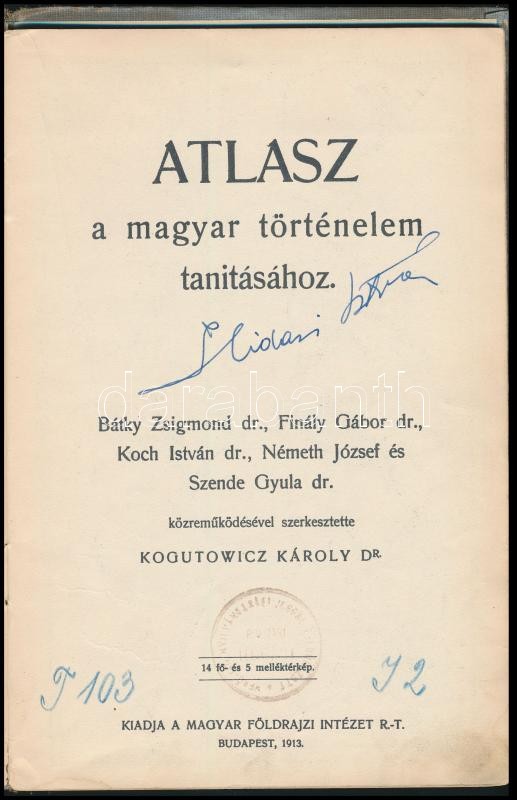 ATLASZ
a magyar történelem
tanitásához.
István
darabanth
Bátky Zsigmond dr., Finály Gábor dr.,
Koch István dr., Németh József és
Szende Gyula dr.
közreműködésével szerkesztette
KOGUTOWICZ KÁROLY DR.
14 fő- és 5 melléktérkép.
T 103
J 2
KIADJA A MAGYAR FÖLDRAJZI INTÉZET R.-T.
BUDAPEST, 1913.